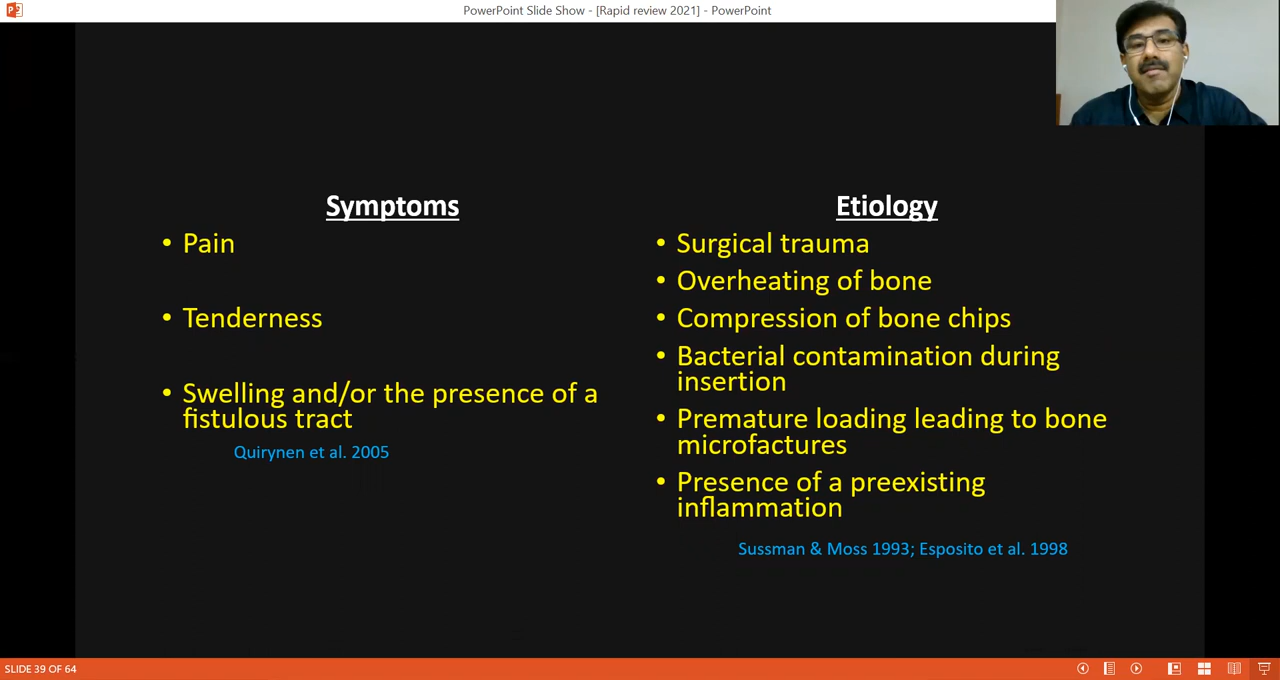 PowerPoint Slide Show - [Rapid review 2021] - PowerPoint
Symptoms
• Pain
• Tenderness
• Swelling and/or the presence of a
fistulous tract
Quirynen et al. 2005
Etiology
• Surgical trauma
• Overheating of bone
• Compression of bone chips
• Bacterial contamination during
insertion
• Premature loading leading to bone
microfactures
• Presence of a preexisting
inflammation
Sussman & Moss 1993; Esposito et al. 1998
SLIDE 39 OF 64